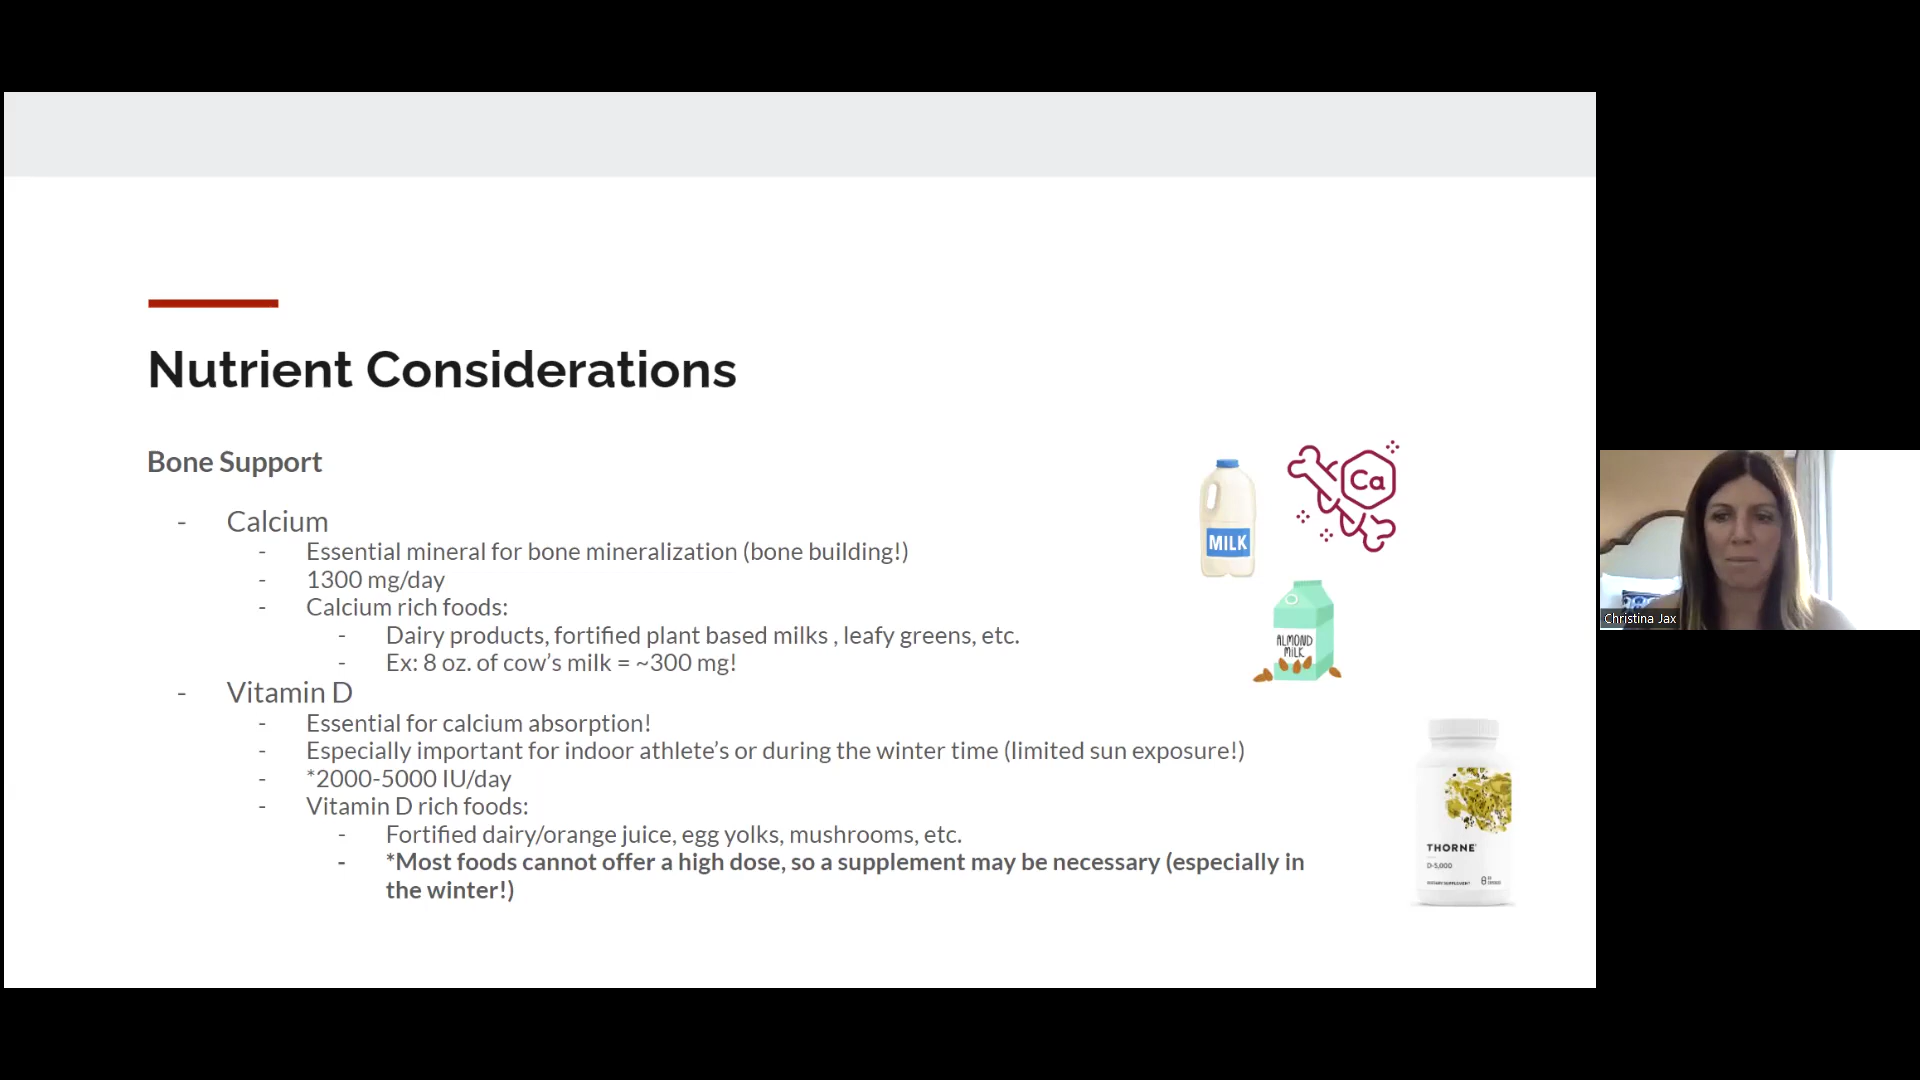 Nutrient Considerations
Bone Support
- Calcium
- Essential mineral for bone mineralization (bone building!)
- 1300 mg/day
- Calcium rich foods:
- Dairy products, fortified plant based milks , leafy greens, etc.
- Ex: 8 oz. of cow's milk = ~300 mg!
- Vitamin D
- Essential for calcium absorption!
- Especially important for indoor athlete's or during the winter time (limited sun exposure!)
- *2000-5000 IU/day
- Vitamin D rich foods:
- Fortified dairy/orange juice, egg yolks, mushrooms, etc.
- *Most foods cannot offer a high dose, so a supplement may be necessary (especially in
the winter!)
MILK
Ca
ALMOND
MILK
THORNE
D-5,000
DIETARY SUPPLEMENT
Christina Jax